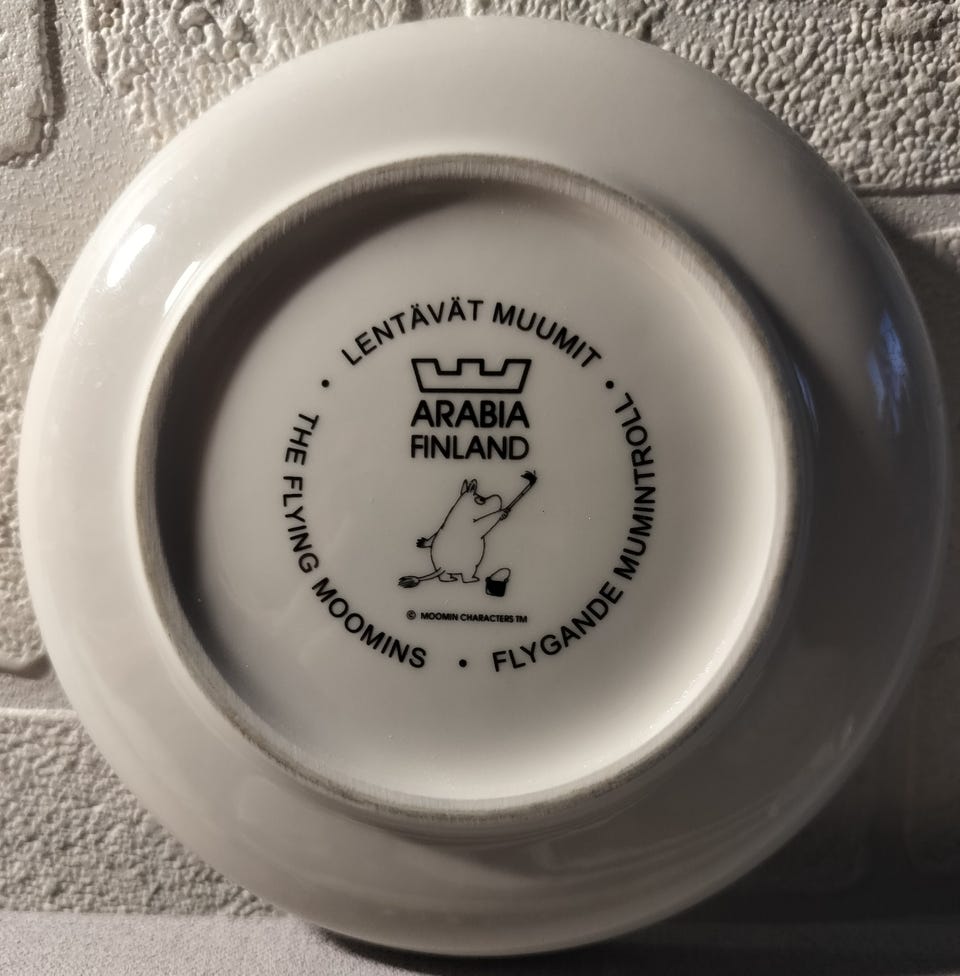 LENTÄVÄT MUUMIT
ARABIA
FINLAND
© MOOMIN CHARACTERS TM
THE FLYING MOOMINS
FLYGANDE MUMINTROLL